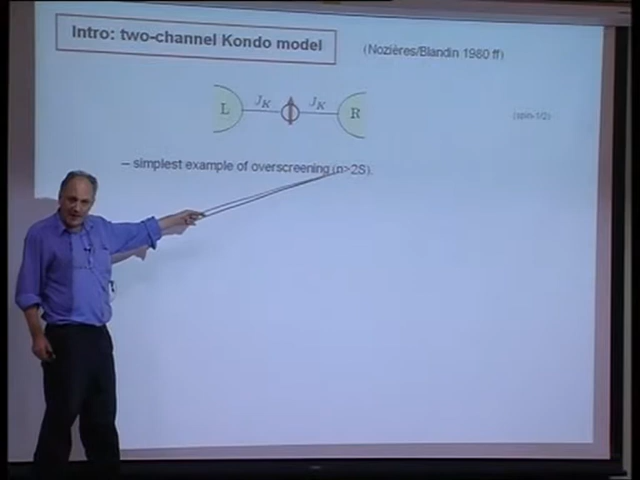 Intro: two-channel Kondo model
(Nozières/Blandin 1980 ff)
L J_K J_K R
(spin-1/2)
– simplest example of overscreening (n>2S).